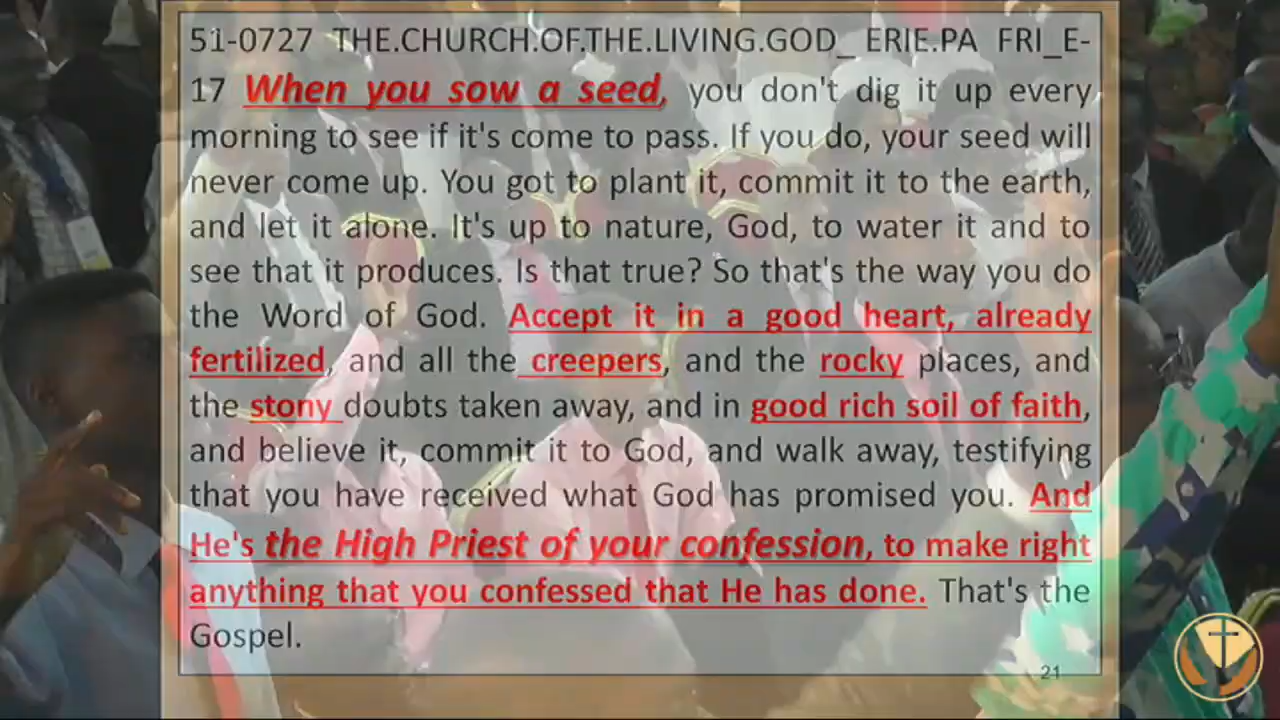 51-0727 THE.CHURCH.OF.THE.LIVING.GOD_ ERIE.PA FRI_E-
17 When you sow a seed, you don't dig it up every
morning to see if it's come to pass. If you do, your seed will
never come up. You got to plant it, commit it to the earth,
and let it alone. It's up to nature, God, to water it and to
see that it produces. Is that true? So that's the way you do
the Word of God. Accept it in a good heart, already
fertilized, and all the creepers, and the rocky places, and
the stony doubts taken away, and in good rich soil of faith,
and believe it, commit it to God, and walk away, testifying
that you have received what God has promised you. And
He's the High Priest of your confession, to make right
anything that you confessed that He has done. That's the
Gospel.
21